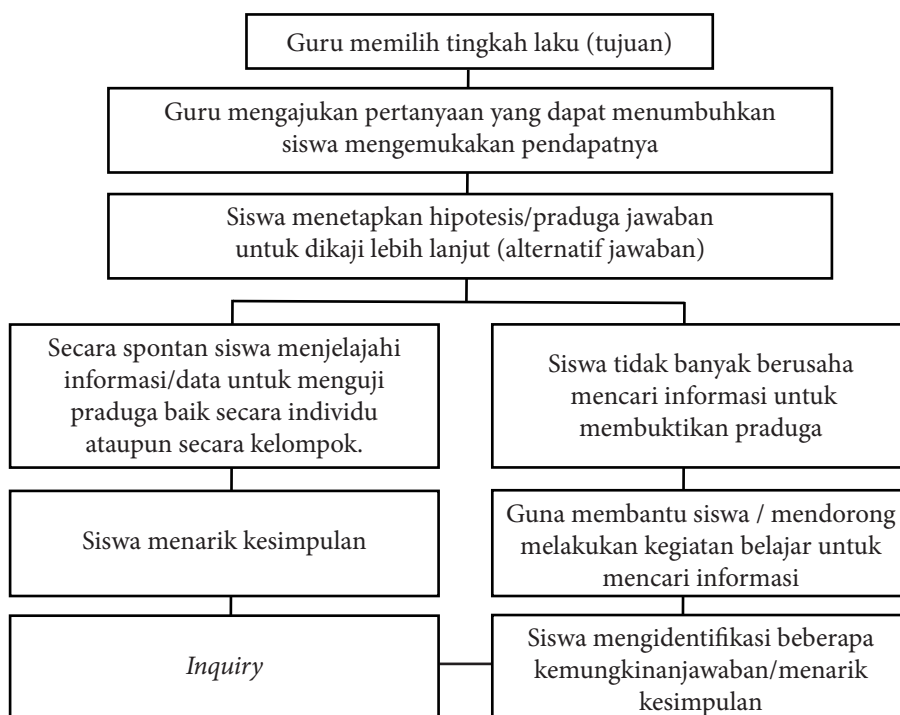 Guru memilih tingkah laku (tujuan)
Guru mengajukan pertanyaan yang dapat menumbuhkan
siswa mengemukakan pendapatnya
Siswa menetapkan hipotesis/praduga jawaban
untuk dikaji lebih lanjut (alternatif jawaban)
Secara spontan siswa menjelajahi
informasi/data untuk menguji
praduga baik secara individu
ataupun secara kelompok.
Siswa tidak banyak berusaha
mencari informasi untuk
membuktikan praduga
Siswa menarik kesimpulan
Guna membantu siswa / mendorong
melakukan kegiatan belajar untuk
mencari informasi
Inquiry
Siswa mengidentifikasi beberapa
kemungkinanjawaban/menarik
kesimpulan